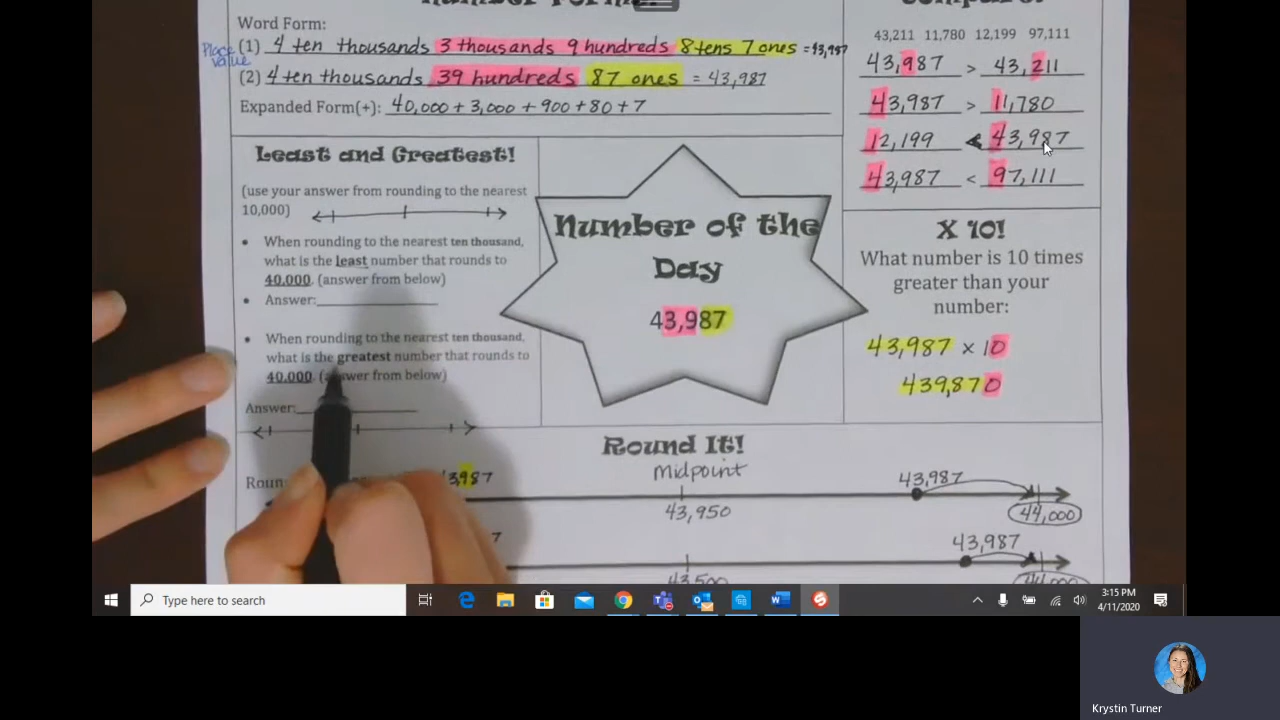 Word Form:
Place value (1) 4 ten thousands 3 thousands 9 hundreds 8 tens 7 ones = 43,987
(2) 4 ten thousands 39 hundreds 87 ones = 43,987
Expanded Form(+): 40,000 + 3,000 + 900 + 80 + 7
43,211 11,780 12,199 97,111
43,987 > 43,211
43,987 > 11,780
12,199 < 43,987
43,987 < 97,111
Least and Greatest!
(use your answer from rounding to the nearest
10,000)
• When rounding to the nearest ten thousand,
what is the least number that rounds to
40,000. (answer from below)
• Answer:
• When rounding to the nearest ten thousand,
what is the greatest number that rounds to
40,000. (answer from below)
Answer:
Number of the
Day
43,987
X 10!
What number is 10 times
greater than your
number:
43,987 x 10
439,870
Round It!
midpoint
43,987
43,950
44,000
43,987
43,500
44,000
Type here to search
3:15 PM
4/11/2020
Krystin Turner